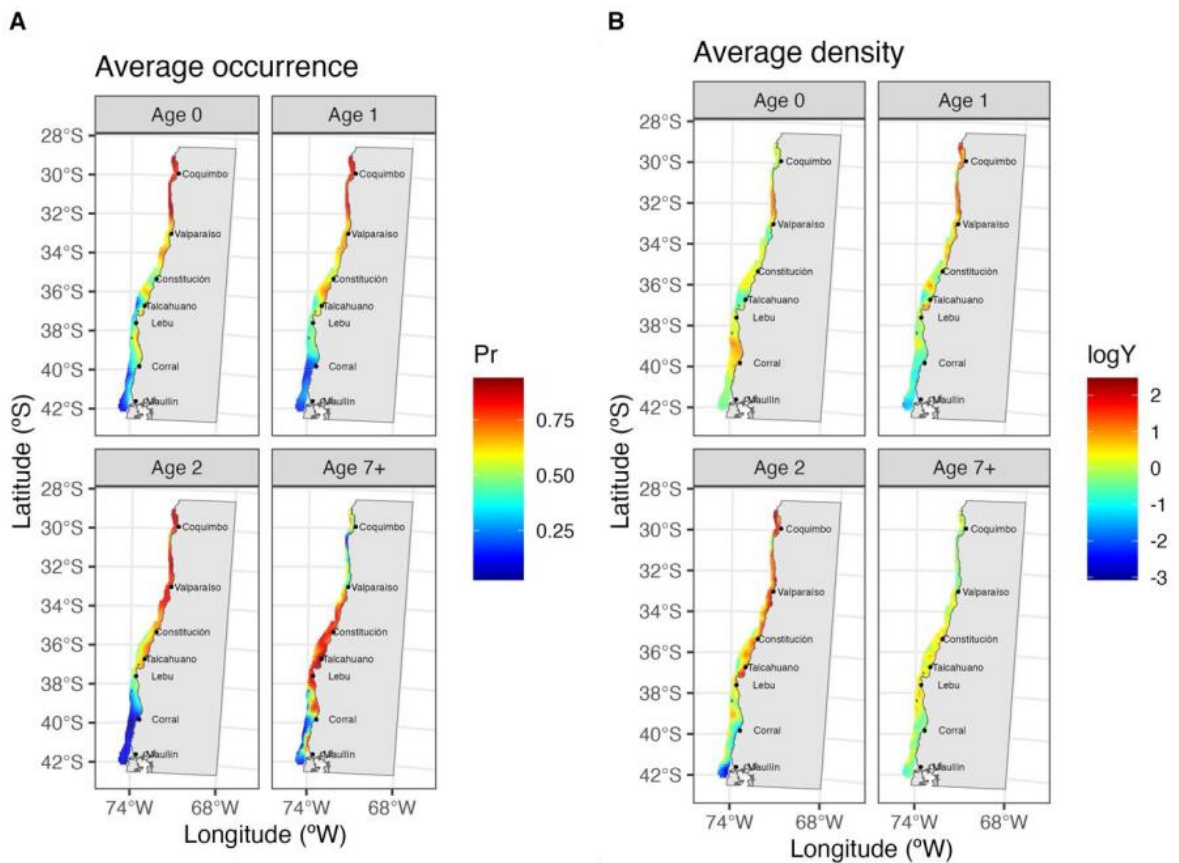 A
Average occurrence
Age 0
Age 1
28°S
30°S
32°S
34°S
36°S
38°S
40°S
42°S
Coquimbo
Valparaíso
Constitución
Talcahuano
Lebu
Corral
Maullín
Coquimbo
Valparaíso
Constitución
Talcahuano
Lebu
Corral
Maullín
Age 2
Age 7+
28°S
30°S
32°S
34°S
36°S
38°S
40°S
42°S
Coquimbo
Valparaíso
Constitución
Talcahuano
Lebu
Corral
Maullín
Coquimbo
Valparaíso
Constitución
Talcahuano
Lebu
Corral
Maullín
74°W
68°W
74°W
68°W
Latitude (ºS)
Longitude (ºW)
Pr
0.75
0.50
0.25
B
Average density
Age 0
Age 1
28°S
30°S
32°S
34°S
36°S
38°S
40°S
42°S
Coquimbo
Valparaíso
Constitución
Talcahuano
Lebu
Corral
Maullín
Coquimbo
Valparaíso
Constitución
Talcahuano
Lebu
Corral
Maullín
Age 2
Age 7+
28°S
30°S
32°S
34°S
36°S
38°S
40°S
42°S
Coquimbo
Valparaíso
Constitución
Talcahuano
Lebu
Corral
Maullín
Coquimbo
Valparaíso
Constitución
Talcahuano
Lebu
Corral
Maullín
74°W
68°W
74°W
68°W
Latitude (ºS)
Longitude (ºW)
logY
2
1
0
-1
-2
-3